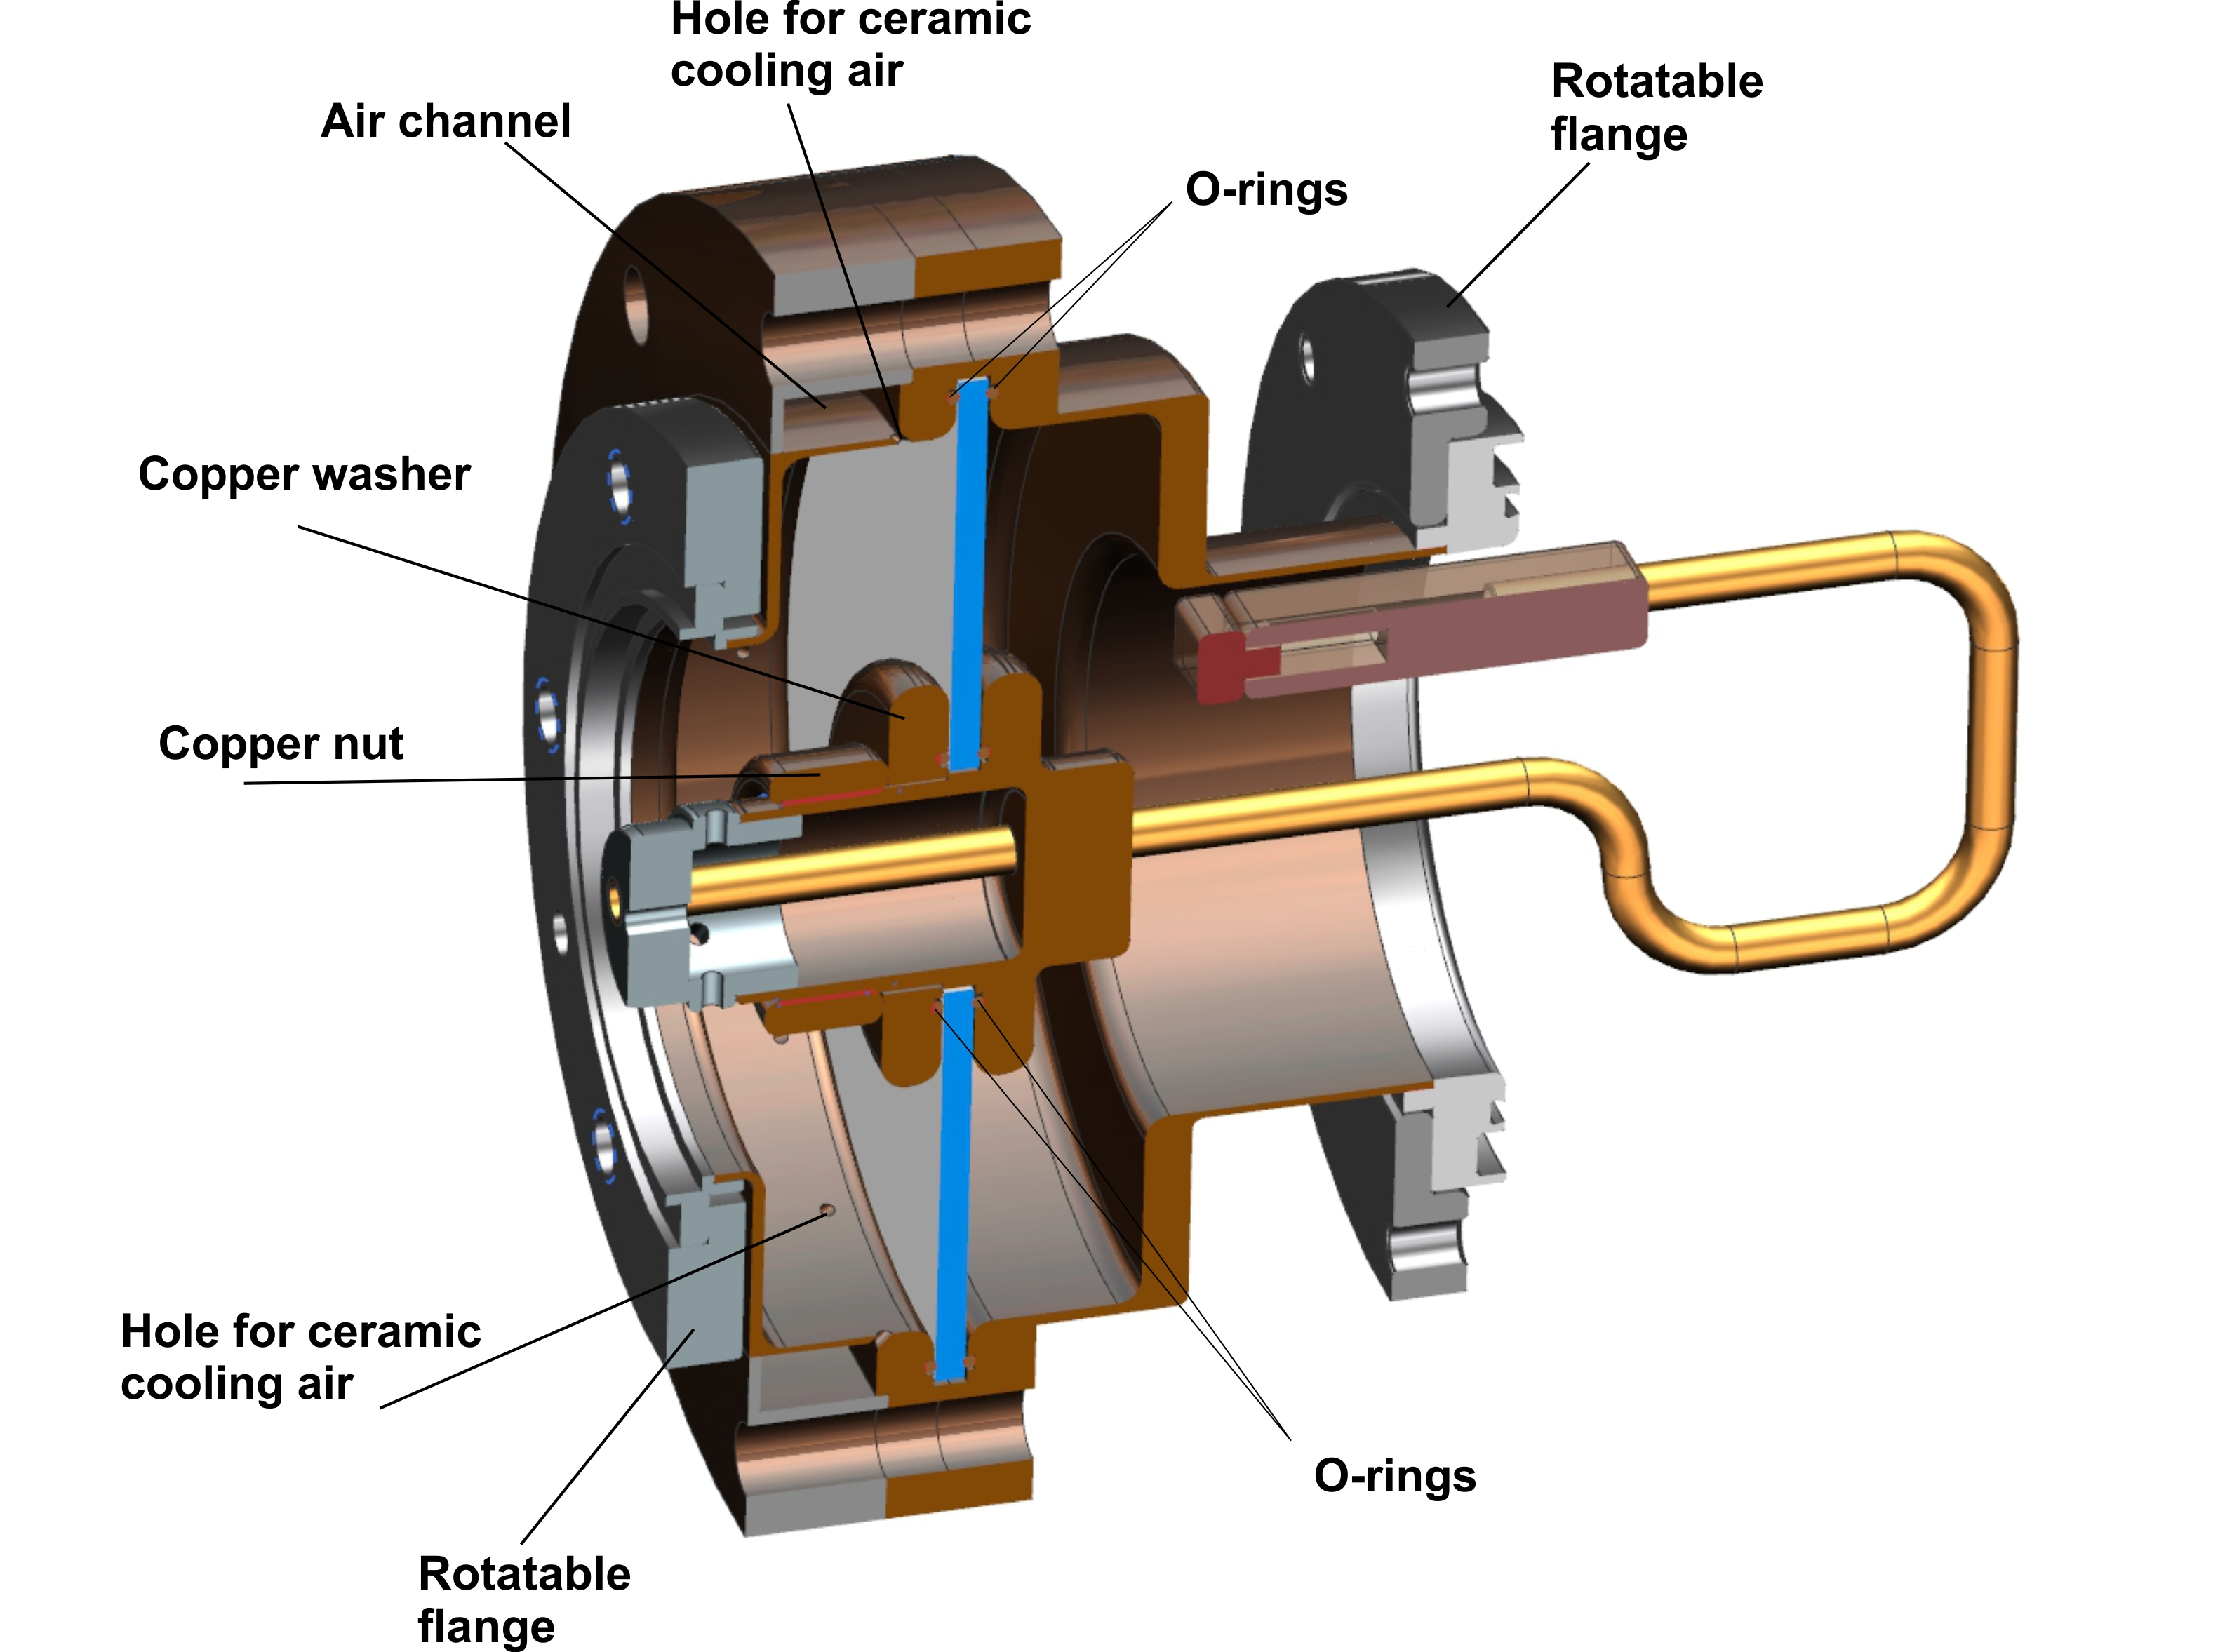 Hole for ceramic
cooling air
Rotatable
flange
Air channel
O-rings
Copper washer
Copper nut
Hole for ceramic
cooling air
O-rings
Rotatable
flange